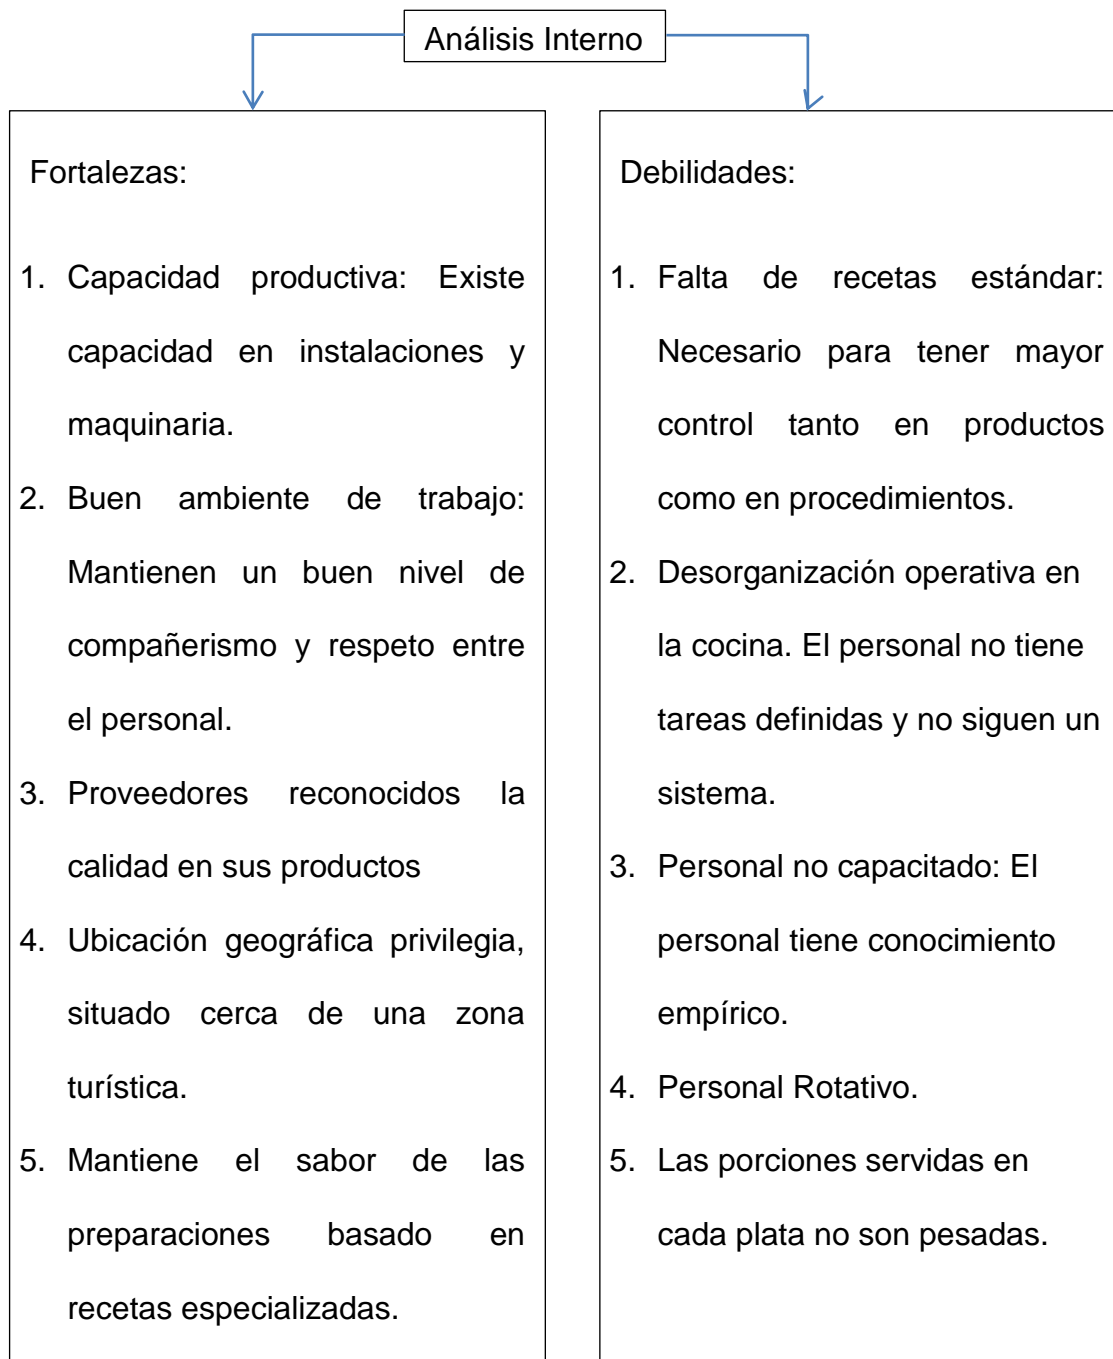 Análisis Interno
Fortalezas:
1. Capacidad productiva: Existe
capacidad en instalaciones y
maquinaria.
2. Buen ambiente de trabajo:
Mantienen un buen nivel de
compañerismo y respeto entre
el personal.
3. Proveedores reconocidos la
calidad en sus productos
4. Ubicación geográfica privilegia,
situado cerca de una zona
turística.
5. Mantiene el sabor de las
preparaciones basado en
recetas especializadas.
Debilidades:
1. Falta de recetas estándar:
Necesario para tener mayor
control tanto en productos
como en procedimientos.
2. Desorganización operativa en
la cocina. El personal no tiene
tareas definidas y no siguen un
sistema.
3. Personal no capacitado: El
personal tiene conocimiento
empírico.
4. Personal Rotativo.
5. Las porciones servidas en
cada plata no son pesadas.